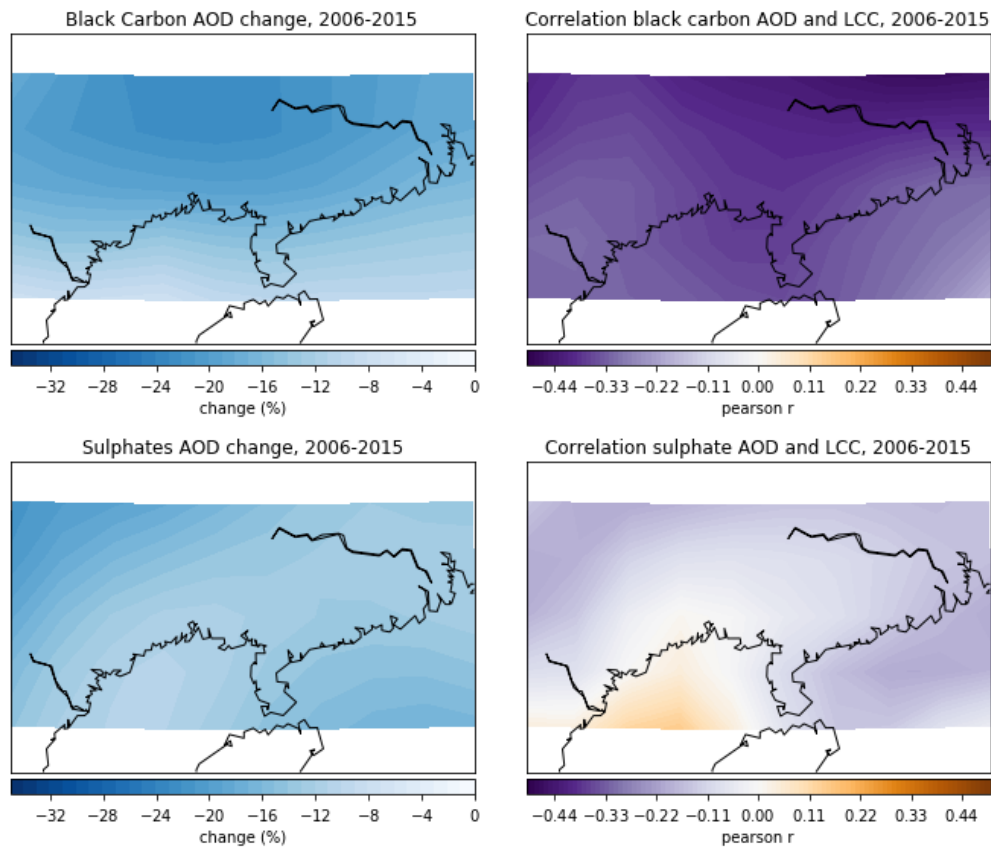 Black Carbon AOD change, 2006-2015
−32 −28 −24 −20 −16 −12 −8 −4 0
change (%)
Correlation black carbon AOD and LCC, 2006-2015
−0.44 −0.33 −0.22 −0.11 0.00 0.11 0.22 0.33 0.44
pearson r
Sulphates AOD change, 2006-2015
−32 −28 −24 −20 −16 −12 −8 −4 0
change (%)
Correlation sulphate AOD and LCC, 2006-2015
−0.44 −0.33 −0.22 −0.11 0.00 0.11 0.22 0.33 0.44
pearson r